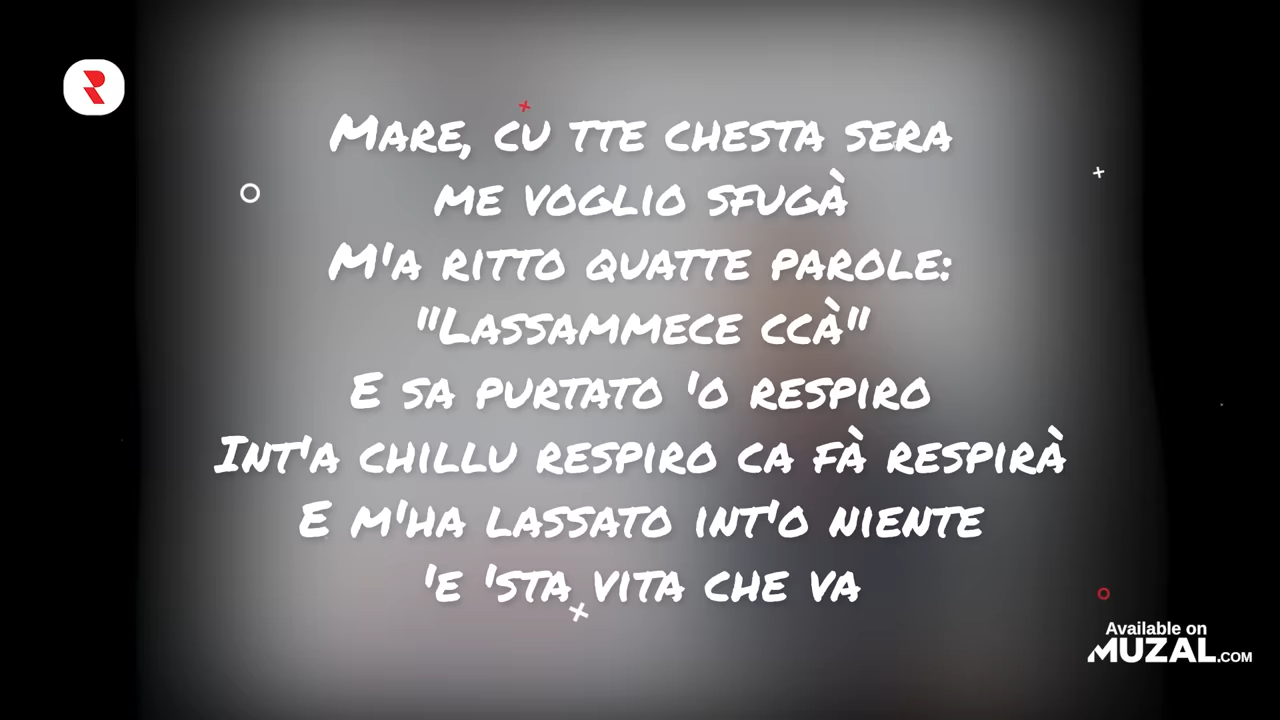 Mare, cu tte chesta sera
me voglio sfugà
M'a ritto quatte parole:
"Lassammece ccà"
E sa purtato 'o respiro
Int'a chillu respiro ca fà respirà
E m'ha lassato int'o niente
'e 'sta vita che va
Available on
MUZAL.COM